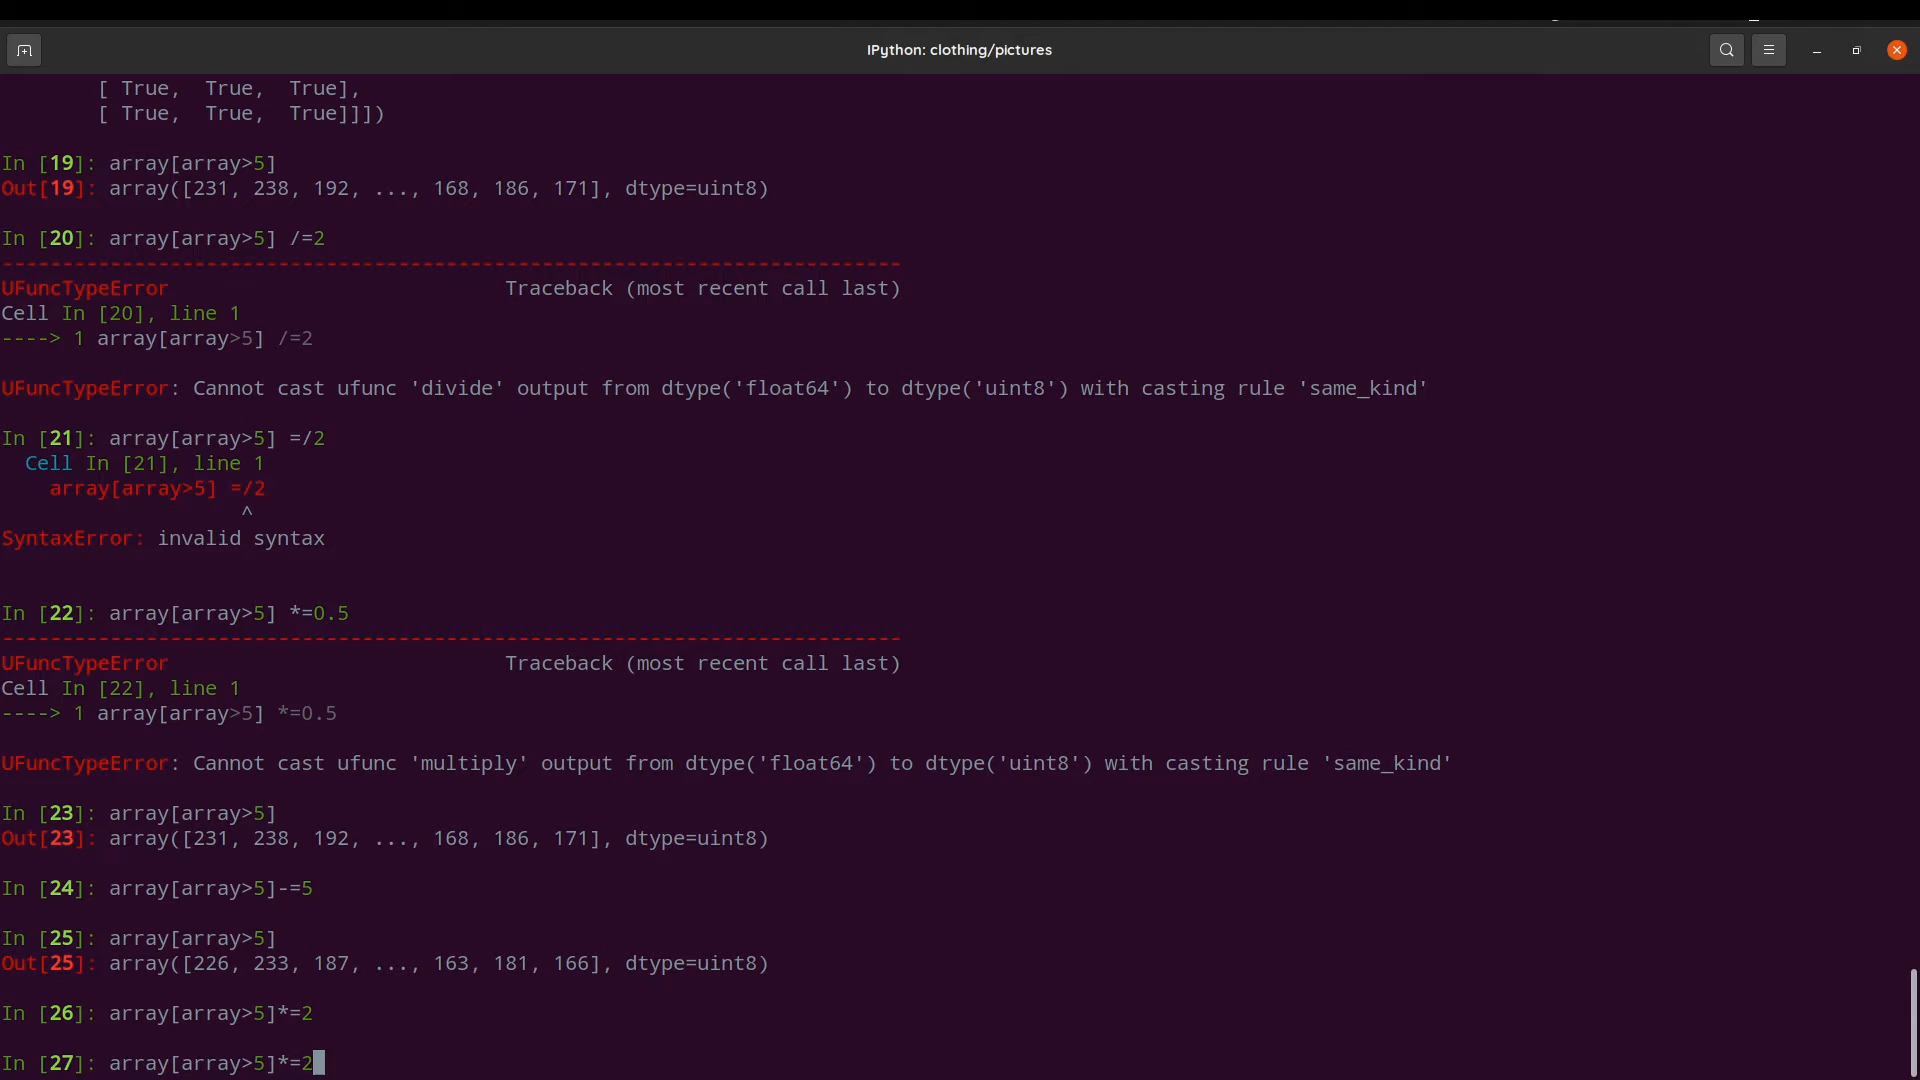 IPython: clothing/pictures
[ True,  True,  True],
[ True,  True,  True]]])
In [19]: array[array>5]
Out[19]: array([231, 238, 192, ..., 168, 186, 171], dtype=uint8)
In [20]: array[array>5] /=2
---------------------------------------------------------------------------
UFuncTypeError                            Traceback (most recent call last)
Cell In [20], line 1
----> 1 array[array>5] /=2
UFuncTypeError: Cannot cast ufunc 'divide' output from dtype('float64') to dtype('uint8') with casting rule 'same_kind'
In [21]: array[array>5] =/2
Cell In [21], line 1
array[array>5] =/2
^
SyntaxError: invalid syntax
In [22]: array[array>5] *=0.5
---------------------------------------------------------------------------
UFuncTypeError                            Traceback (most recent call last)
Cell In [22], line 1
----> 1 array[array>5] *=0.5
UFuncTypeError: Cannot cast ufunc 'multiply' output from dtype('float64') to dtype('uint8') with casting rule 'same_kind'
In [23]: array[array>5]
Out[23]: array([231, 238, 192, ..., 168, 186, 171], dtype=uint8)
In [24]: array[array>5]-=5
In [25]: array[array>5]
Out[25]: array([226, 233, 187, ..., 163, 181, 166], dtype=uint8)
In [26]: array[array>5]*=2
In [27]: array[array>5]*=2